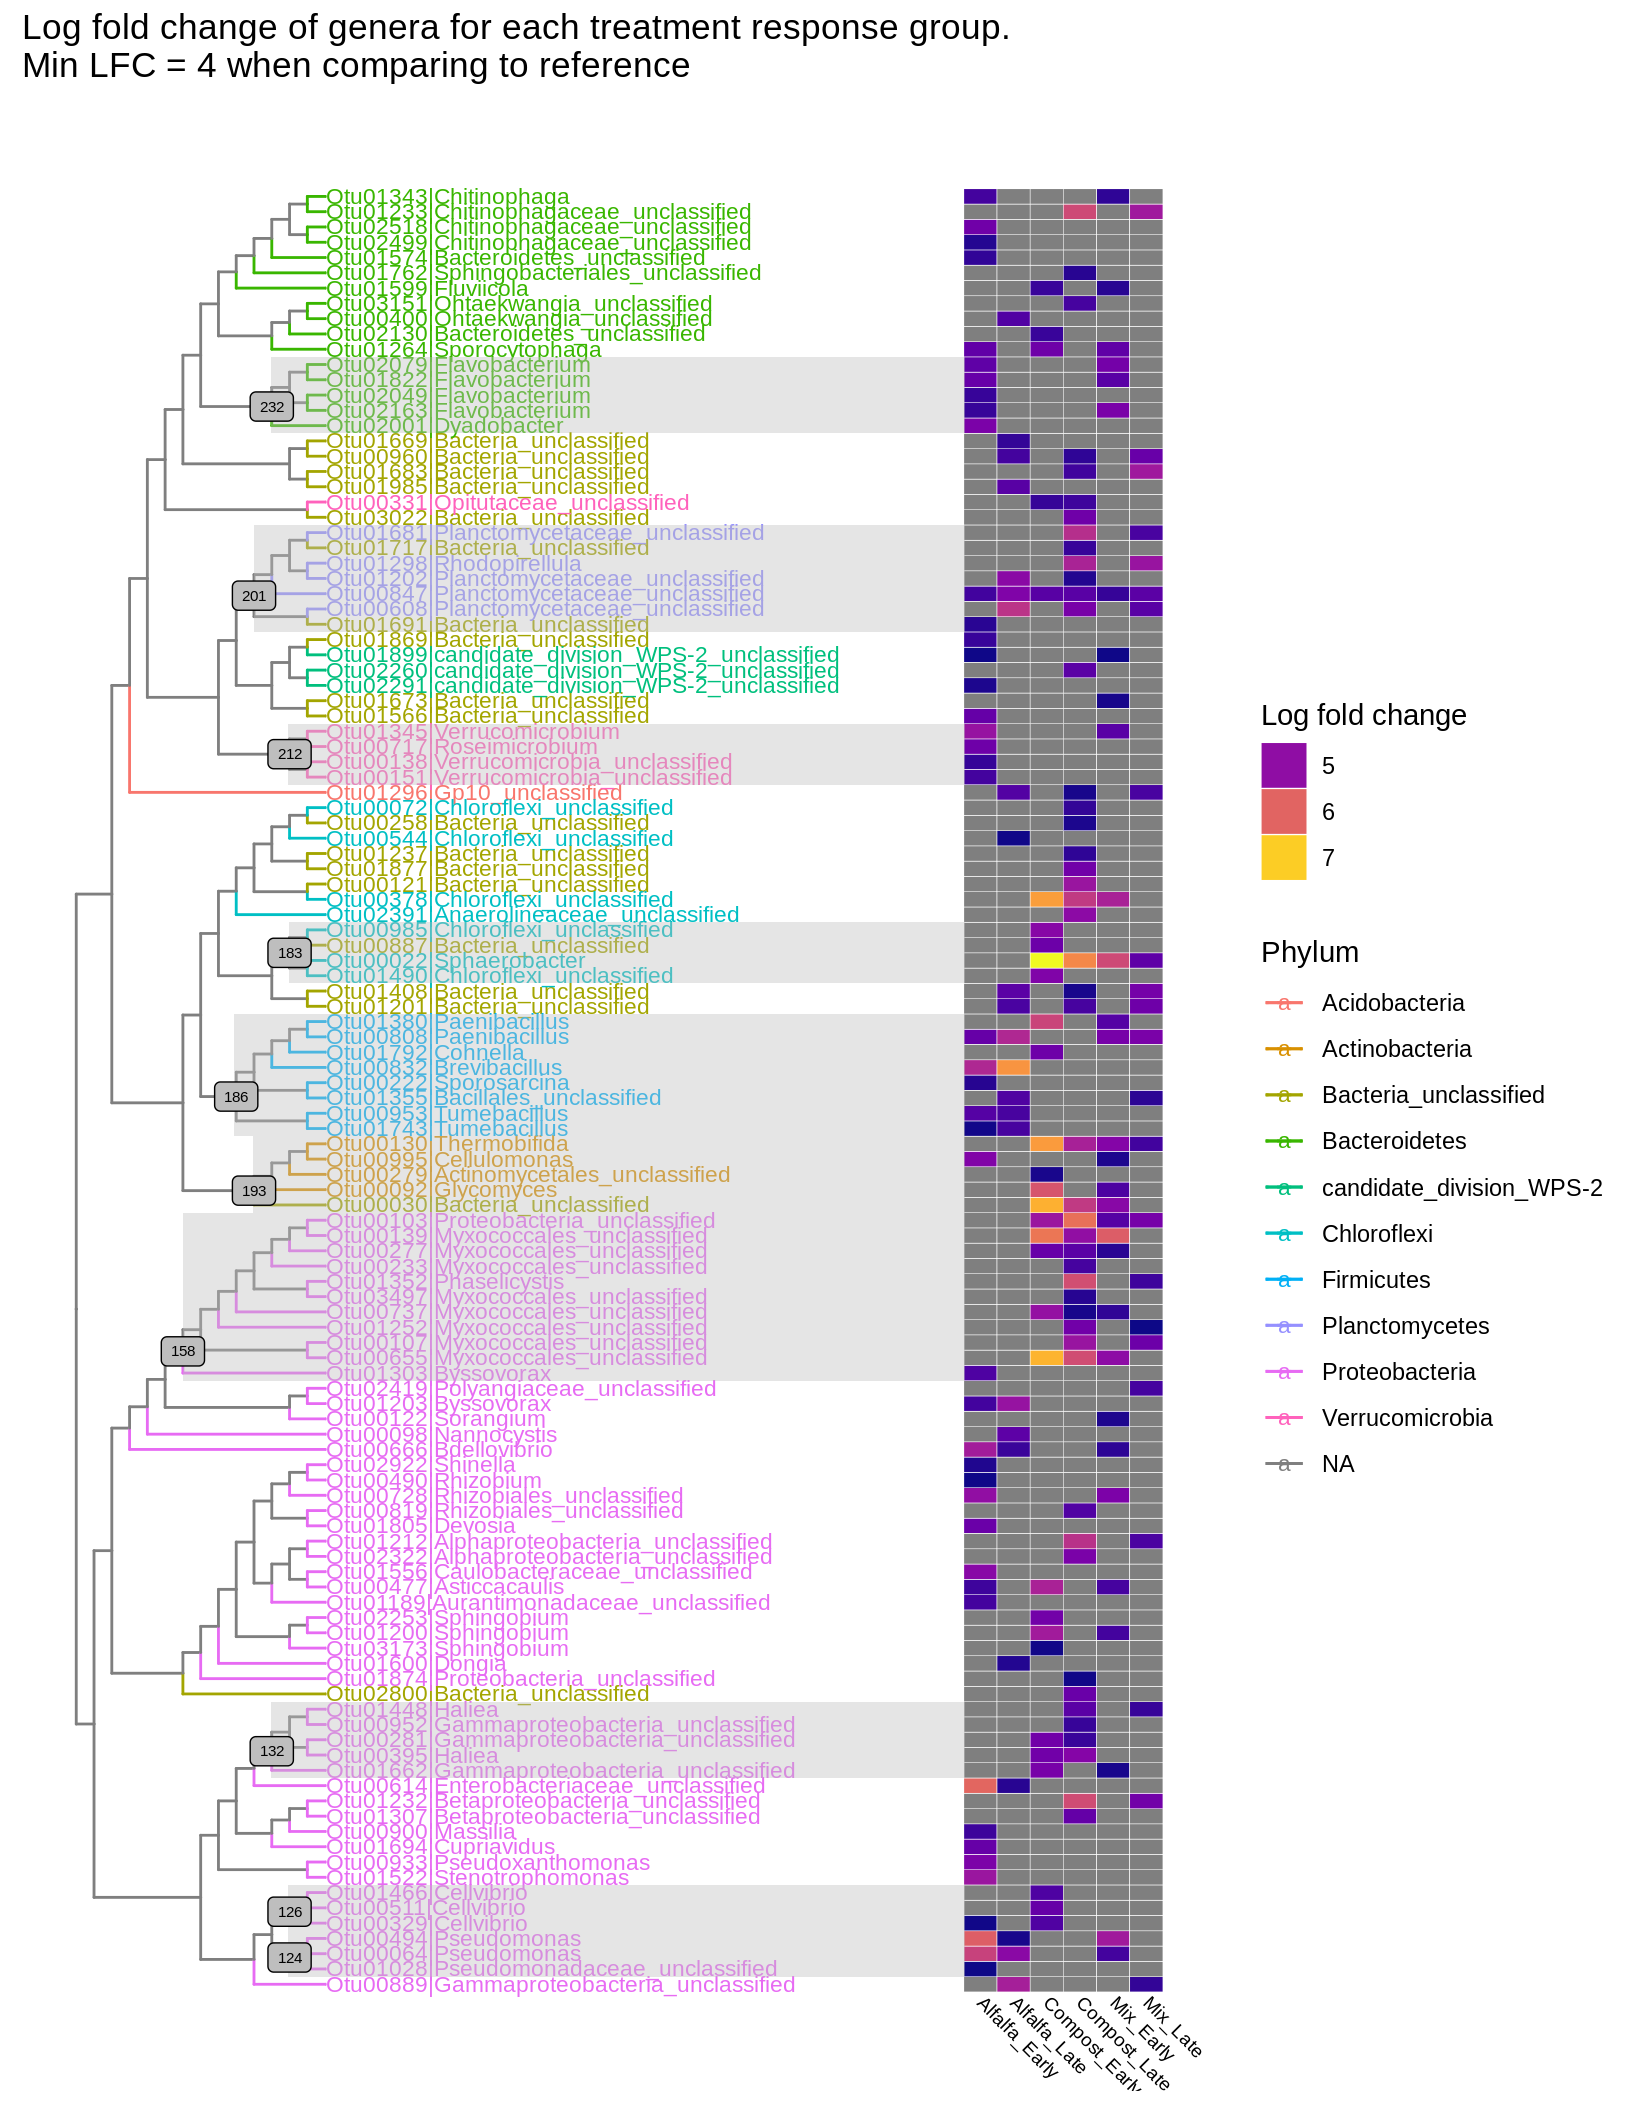 Log fold change of genera for each treatment response group.
Min LFC = 4 when comparing to reference
Otu01343|Chitinophaga
Otu01233|Chitinophagaceae_unclassified
Otu02518|Chitinophagaceae_unclassified
Otu02499|Chitinophagaceae_unclassified
Otu01574|Bacteroidetes_unclassified
Otu01762|Sphingobacteriales_unclassified
Otu01599|Fluviicola
Otu03151|Ohtaekwangia_unclassified
Otu00400|Ohtaekwangia_unclassified
Otu02130|Bacteroidetes_unclassified
Otu01264|Sporocytophaga
Otu02079|Flavobacterium
Otu01822|Flavobacterium
Otu02049|Flavobacterium
232
Otu02163|Flavobacterium
Otu02001|Dyadobacter
Otu01669|Bacteria_unclassified
Otu00960|Bacteria_unclassified
Otu01683|Bacteria_unclassified
Otu01985|Bacteria_unclassified
Otu00331|Opitutaceae_unclassified
Otu03022|Bacteria_unclassified
Otu01681|Planctomycetaceae_unclassified
Otu01717|Bacteria_unclassified
Otu01298|Rhodopirellula
Otu01202|Planctomycetaceae_unclassified
201
Otu00847|Planctomycetaceae_unclassified
Otu00608|Planctomycetaceae_unclassified
Otu01691|Bacteria_unclassified
Otu01869|Bacteria_unclassified
Otu01899|candidate_division_WPS-2_unclassified
Otu02260|candidate_division_WPS-2_unclassified
Otu02291|candidate_division_WPS-2_unclassified
Otu01673|Bacteria_unclassified
Otu01566|Bacteria_unclassified
Otu01345|Verrucomicrobium
Otu00717|Roseimicrobium
212
Otu00138|Verrucomicrobia_unclassified
Otu00151|Verrucomicrobia_unclassified
Otu01296|Gp10_unclassified
Otu00072|Chloroflexi_unclassified
Otu00258|Bacteria_unclassified
Otu00544|Chloroflexi_unclassified
Otu01237|Bacteria_unclassified
Otu01877|Bacteria_unclassified
Otu00121|Bacteria_unclassified
Otu00378|Chloroflexi_unclassified
Otu02391|Anaerolineaceae_unclassified
Otu00985|Chloroflexi_unclassified
Otu00887|Bacteria_unclassified
183
Otu00022|Sphaerobacter
Otu01490|Chloroflexi_unclassified
Otu01408|Bacteria_unclassified
Otu01201|Bacteria_unclassified
Otu01380|Paenibacillus
Otu00808|Paenibacillus
Otu01792|Cohnella
Otu00832|Brevibacillus
Otu00222|Sporosarcina
186
Otu01355|Bacillales_unclassified
Otu00953|Tumebacillus
Otu01743|Tumebacillus
Otu00130|Thermobifida
Otu00995|Cellulomonas
Otu00279|Actinomycetales_unclassified
193
Otu00092|Glycomyces
Otu00030|Bacteria_unclassified
Otu00103|Proteobacteria_unclassified
Otu00139|Myxococcales_unclassified
Otu00277|Myxococcales_unclassified
Otu00233|Myxococcales_unclassified
Otu01352|Phaselicystis
Otu03497|Myxococcales_unclassified
Otu00737|Myxococcales_unclassified
Otu01252|Myxococcales_unclassified
Otu00107|Myxococcales_unclassified
158
Otu00655|Myxococcales_unclassified
Otu01303|Byssovorax
Otu02419|Polyangiaceae_unclassified
Otu01203|Byssovorax
Otu00122|Sorangium
Otu00098|Nannocystis
Otu00666|Bdellovibrio
Otu02922|Shinella
Otu00490|Rhizobium
Otu00728|Rhizobiales_unclassified
Otu00819|Rhizobiales_unclassified
Otu01805|Devosia
Otu01212|Alphaproteobacteria_unclassified
Otu02322|Alphaproteobacteria_unclassified
Otu01556|Caulobacteraceae_unclassified
Otu00477|Asticcacaulis
Otu01189|Aurantimonadaceae_unclassified
Otu02253|Sphingobium
Otu01200|Sphingobium
Otu03173|Sphingobium
Otu01600|Dongia
Otu01874|Proteobacteria_unclassified
Otu02800|Bacteria_unclassified
Otu01448|Haliea
Otu00952|Gammaproteobacteria_unclassified
Otu00281|Gammaproteobacteria_unclassified
132
Otu00395|Haliea
Otu01662|Gammaproteobacteria_unclassified
Otu00614|Enterobacteriaceae_unclassified
Otu01232|Betaproteobacteria_unclassified
Otu01307|Betaproteobacteria_unclassified
Otu00900|Massilia
Otu01694|Cupriavidus
Otu00933|Pseudoxanthomonas
Otu01522|Stenotrophomonas
Otu01466|Cellvibrio
Otu00511|Cellvibrio
126
Otu00329|Cellvibrio
Otu00494|Pseudomonas
Otu00064|Pseudomonas
124
Otu01028|Pseudomonadaceae_unclassified
Otu00889|Gammaproteobacteria_unclassified
Alfalfa_Early
Alfalfa_Late
Compost_Early
Compost_Late
Mix_Early
Mix_Late
Log fold change
5
6
7
Phylum
a Acidobacteria
a Actinobacteria
a Bacteria_unclassified
a Bacteroidetes
a candidate_division_WPS-2
a Chloroflexi
a Firmicutes
a Planctomycetes
a Proteobacteria
a Verrucomicrobia
a NA